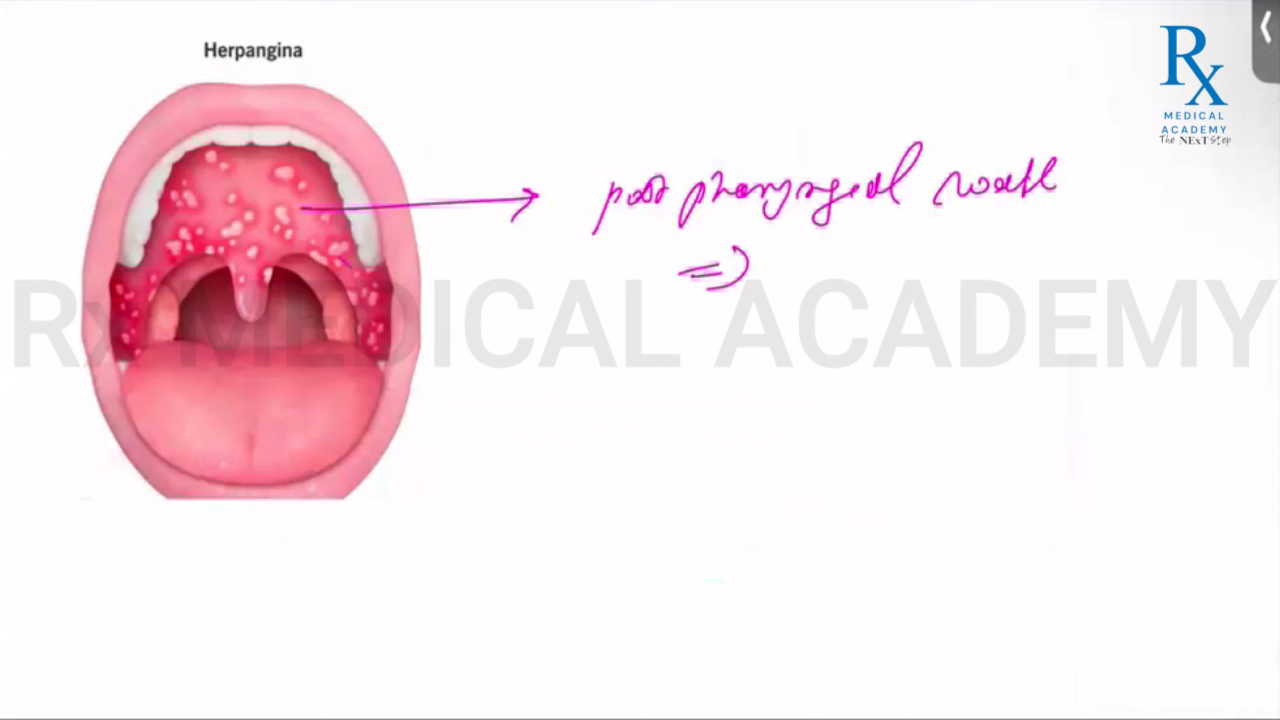 Herpangina
Rx
MEDICAL
ACADEMY
The NExT Step
post pharyngeal wall
=>
Rx MEDICAL ACADEMY